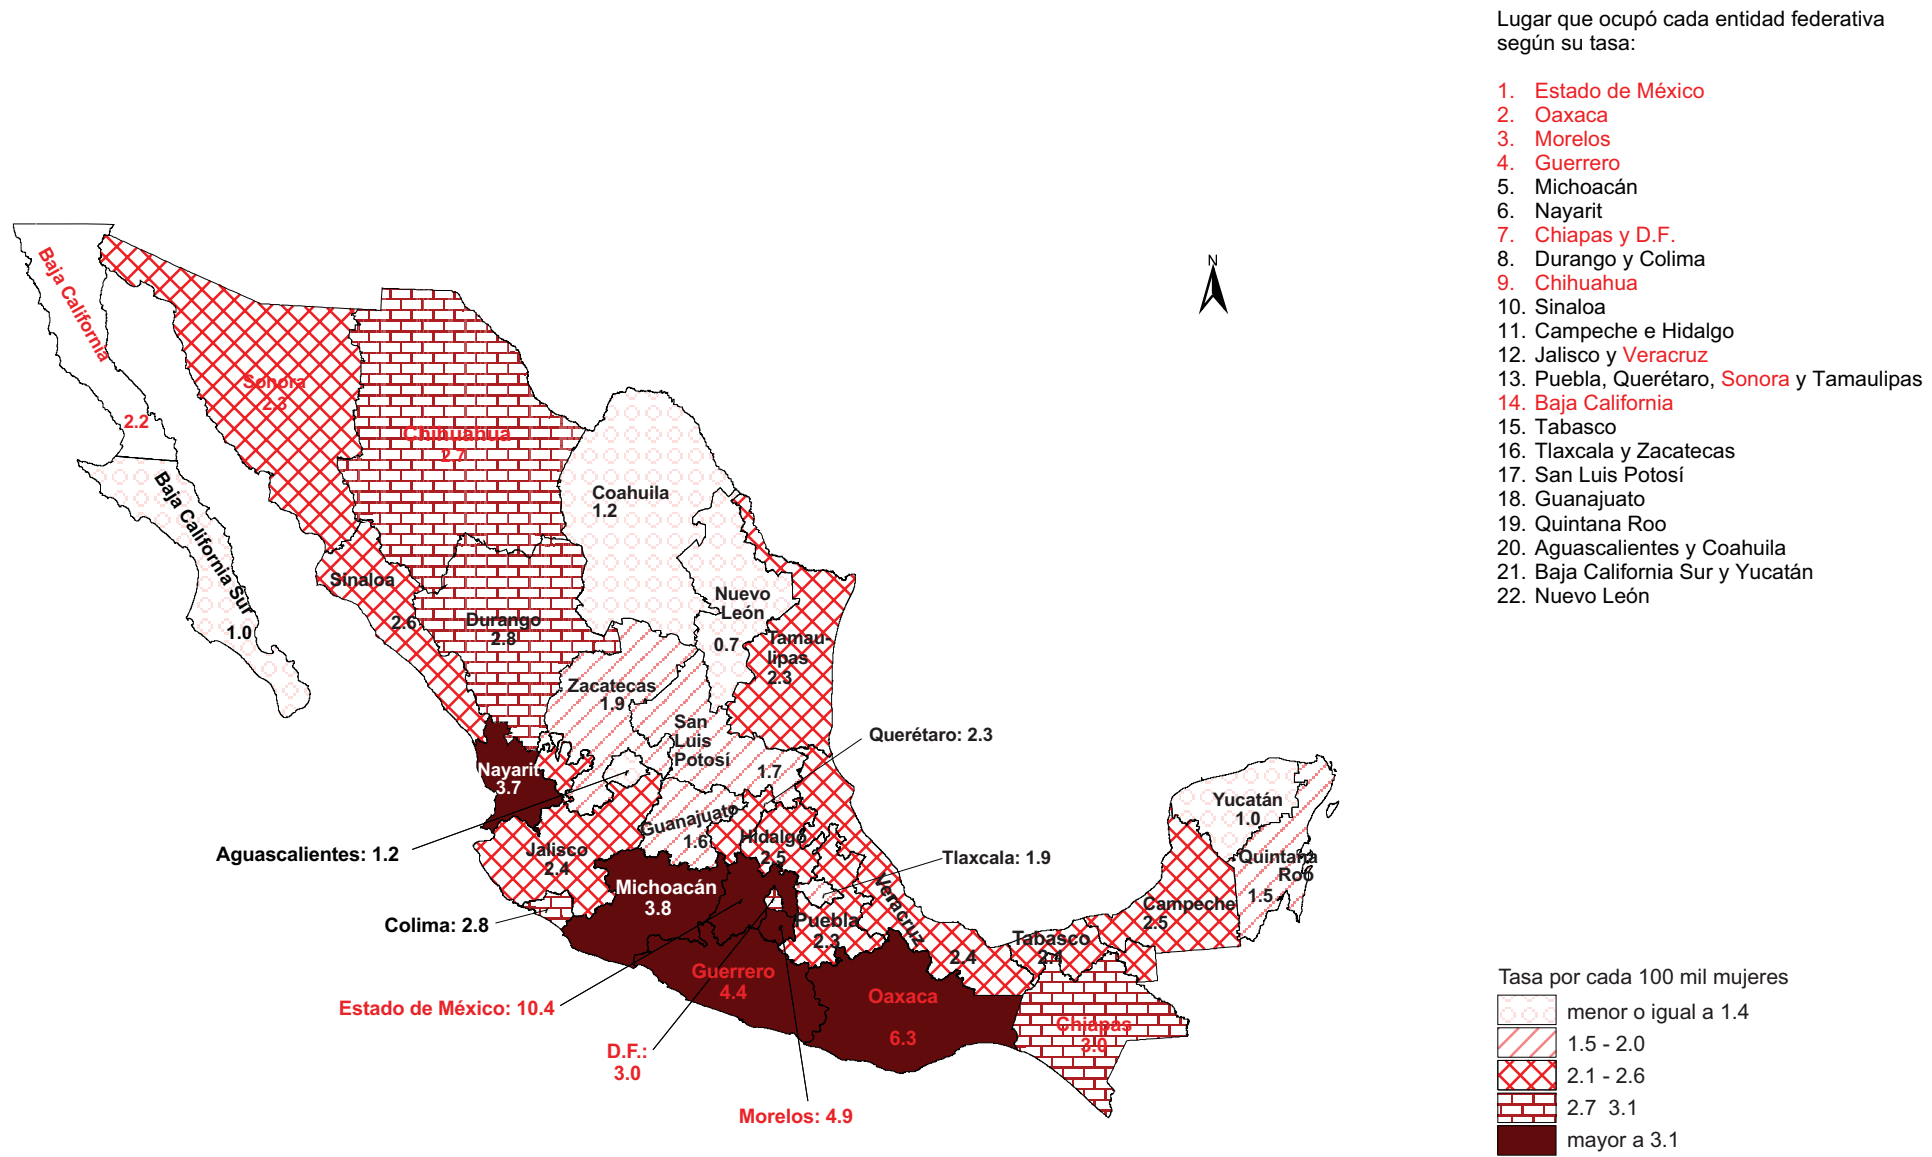 Lugar que ocupó cada entidad federativa
según su tasa:
1. Estado de México
2. Oaxaca
3. Morelos
4. Guerrero
5. Michoacán
6. Nayarit
7. Chiapas y D.F.
8. Durango y Colima
9. Chihuahua
10. Sinaloa
11. Campeche e Hidalgo
12. Jalisco y Veracruz
13. Puebla, Querétaro, Sonora y Tamaulipas
14. Baja California
15. Tabasco
16. Tlaxcala y Zacatecas
17. San Luis Potosí
18. Guanajuato
19. Quintana Roo
20. Aguascalientes y Coahuila
21. Baja California Sur y Yucatán
22. Nuevo León
N
Baja California
2.2
Sonora
2.3
Chihuahua
2.7
Coahuila
1.2
Baja California Sur
1.0
Sinaloa
2.6
Durango
2.8
Nuevo
León
0.7
Tamau-
lipas
2.3
Zacatecas
1.9
San
Luis
Potosí
1.7
Querétaro: 2.3
Nayarit
3.7
Aguascalientes: 1.2
Guanajuato
1.6
Hidalgo
2.5
Jalisco
2.4
Tlaxcala: 1.9
Michoacán
3.8
Colima: 2.8
Puebla
2.3
Veracruz
2.4
Yucatán
1.0
Quintana
Roo
1.5
Campeche
2.5
Tabasco
2.4
Guerrero
4.4
Oaxaca
6.3
Chiapas
3.0
Estado de México: 10.4
D.F.:
3.0
Morelos: 4.9
Tasa por cada 100 mil mujeres
menor o igual a 1.4
1.5 - 2.0
2.1 - 2.6
2.7 3.1
mayor a 3.1